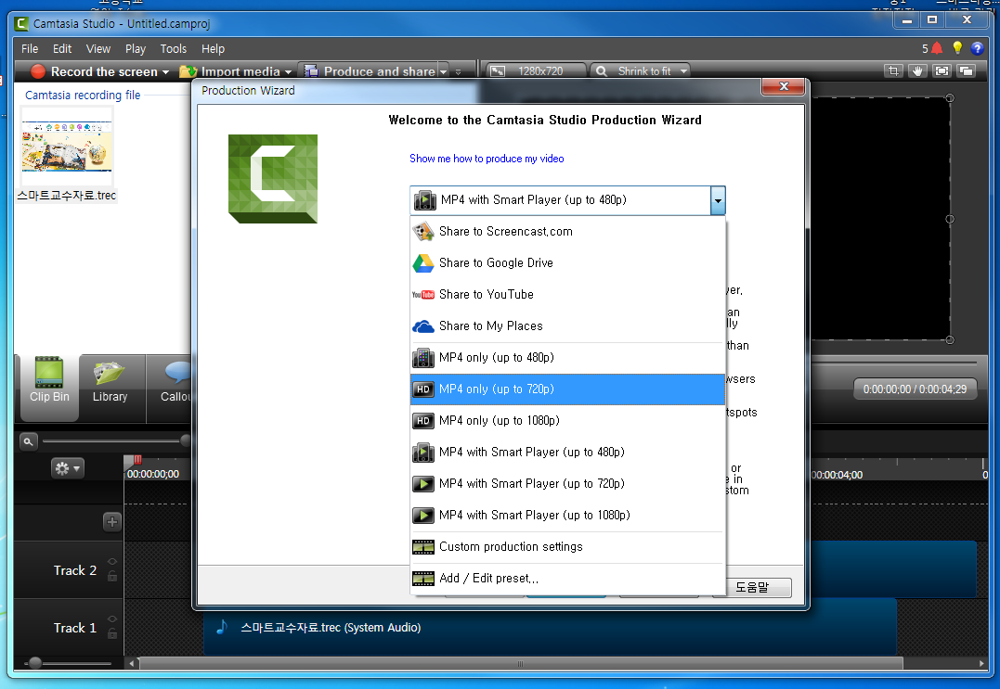 Camtasia Studio - Untitled.camproj
File Edit View Play Tools Help
5
Record the screen Import media Produce and share 1280x720 Shrink to fit
Camtasia recording file
스마트교수자료.trec
Production Wizard
Welcome to the Camtasia Studio Production Wizard
Show me how to produce my video
MP4 with Smart Player (up to 480p)
Share to Screencast.com
Share to Google Drive
YouTube Share to YouTube
Share to My Places
MP4 only (up to 480p)
HD MP4 only (up to 720p)
HD MP4 only (up to 1080p)
MP4 with Smart Player (up to 480p)
MP4 with Smart Player (up to 720p)
MP4 with Smart Player (up to 1080p)
Custom production settings
Add / Edit preset...
than
or
in
도움말
Clip Bin
Library
0:00:00;00 / 0:00:04;29
00:00:00;00
00:00:04;00
Track 2
Track 1
스마트교수자료.trec (System Audio)